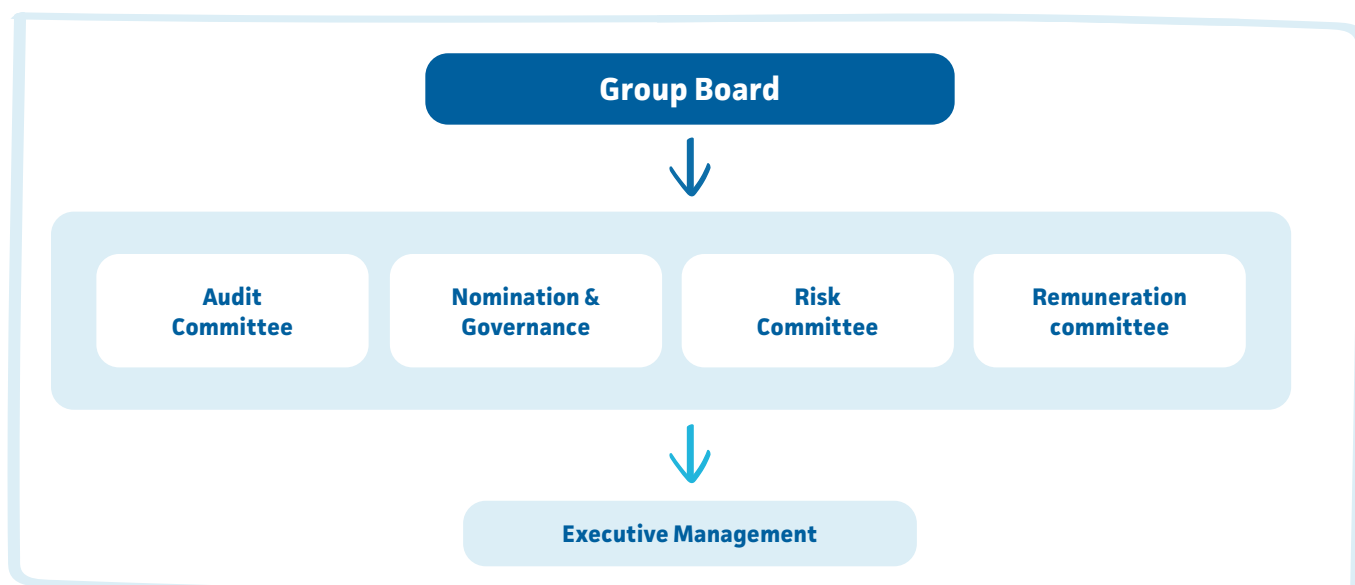 Group Board
Audit
Committee
Nomination &
Governance
Risk
Committee
Remuneration
committee
Executive Management